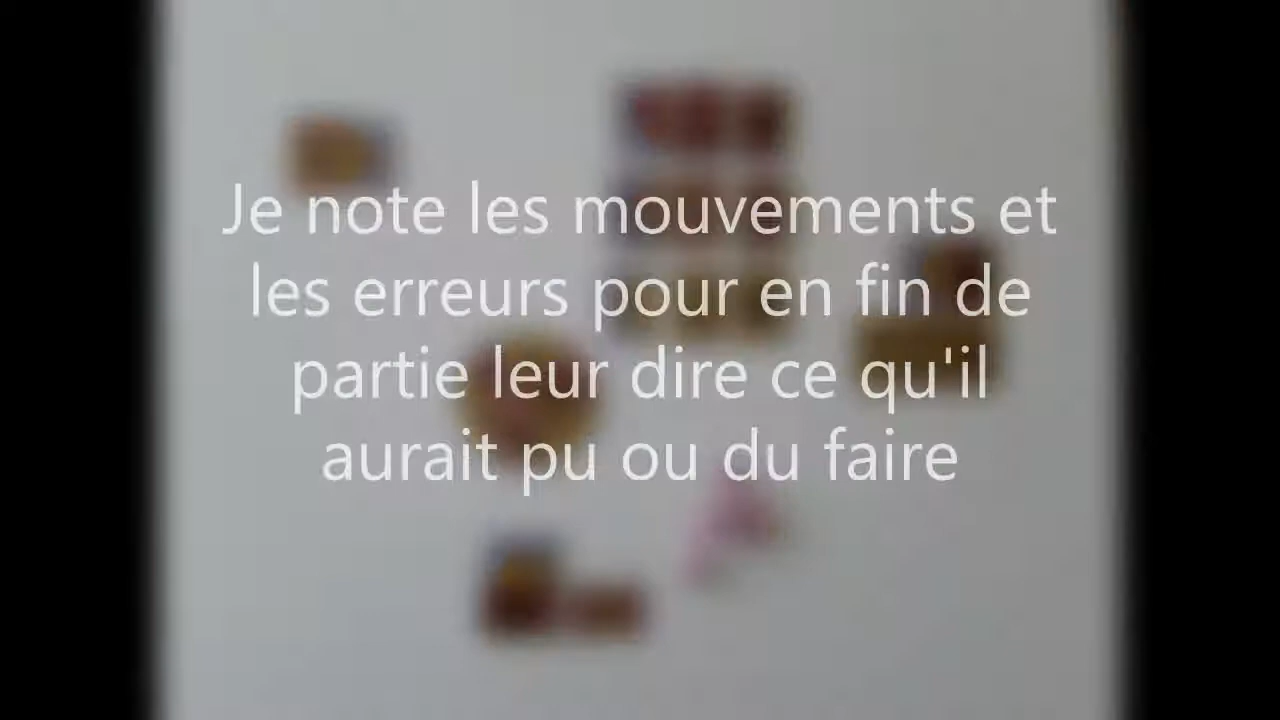 Je note les mouvements et
les erreurs pour en fin de
partie leur dire ce qu'il
aurait pu ou du faire